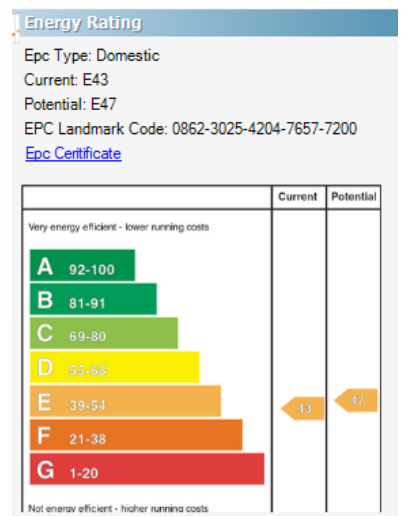 Energy Rating
Epc Type: Domestic
Current: E43
Potential: E47
EPC Landmark Code: 0862-3025-4204-7657-7200
Epc Ceritificate
Current Potential
Very energy efficient - lower running costs
A 92-100
B 81-91
C 69-80
D 55-68
E 39-54
43
47
F 21-38
G 1-20
Not energy efficient - higher running costs